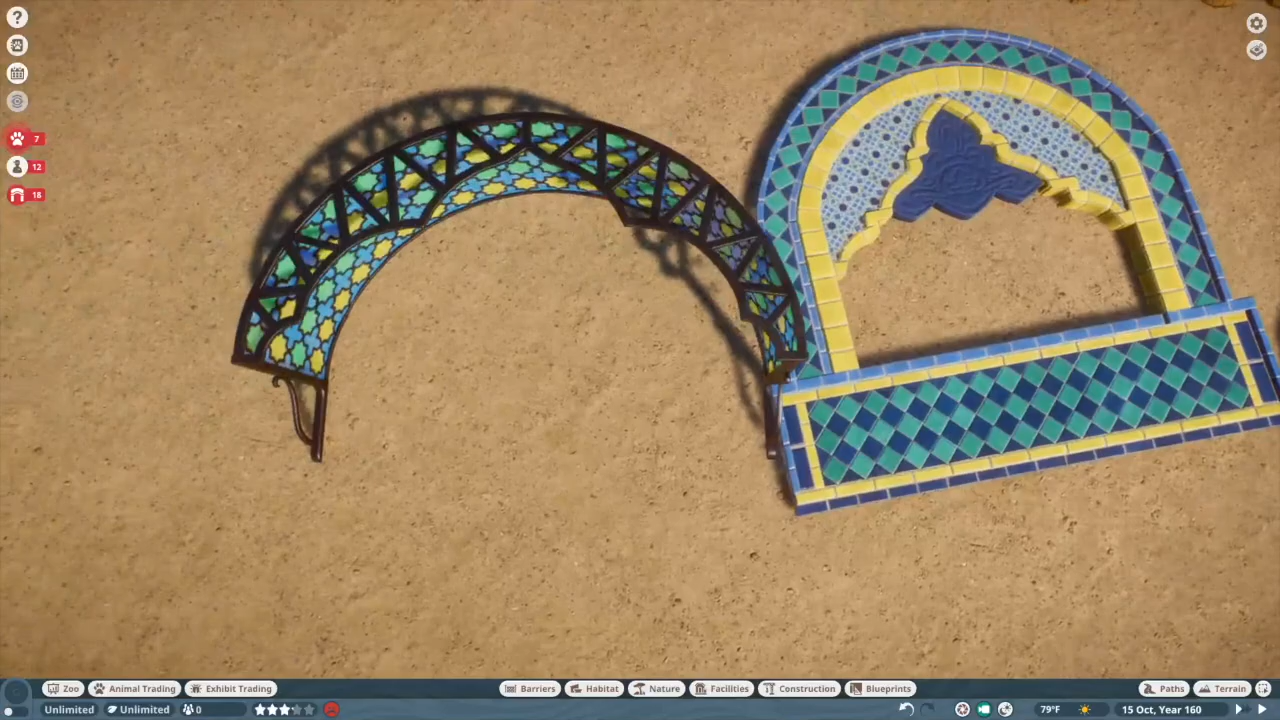 ?
7
12
18
Zoo
Animal Trading
Exhibit Trading
Barriers
Habitat
Nature
Facilities
Construction
Blueprints
Paths
Terrain
Unlimited
Unlimited
0
79°F
15 Oct, Year 160